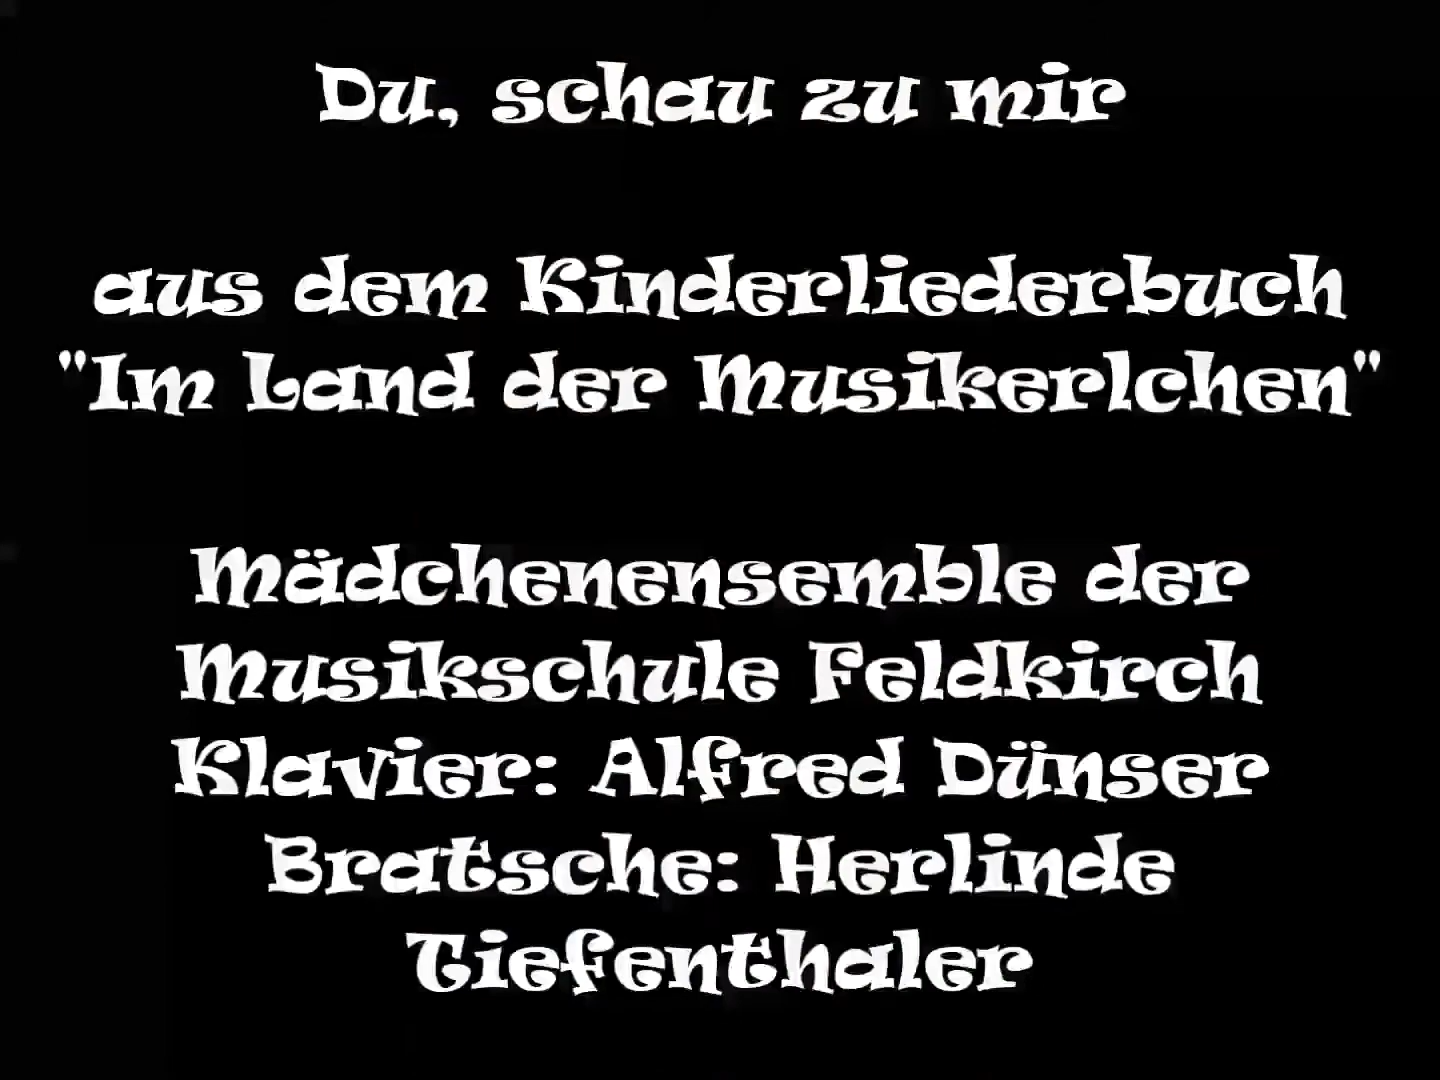 Du, schau zu mir
aus dem Kinderliederbuch
"Im Land der Musikerlchen"
Mädchenensemble der
Musikschule Feldkirch
Klavier: Alfred Dünser
Bratsche: Herlinde
Tiefenthaler